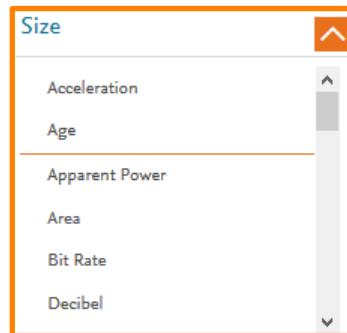 Size
Acceleration
Age
Apparent Power
Area
Bit Rate
Decibel